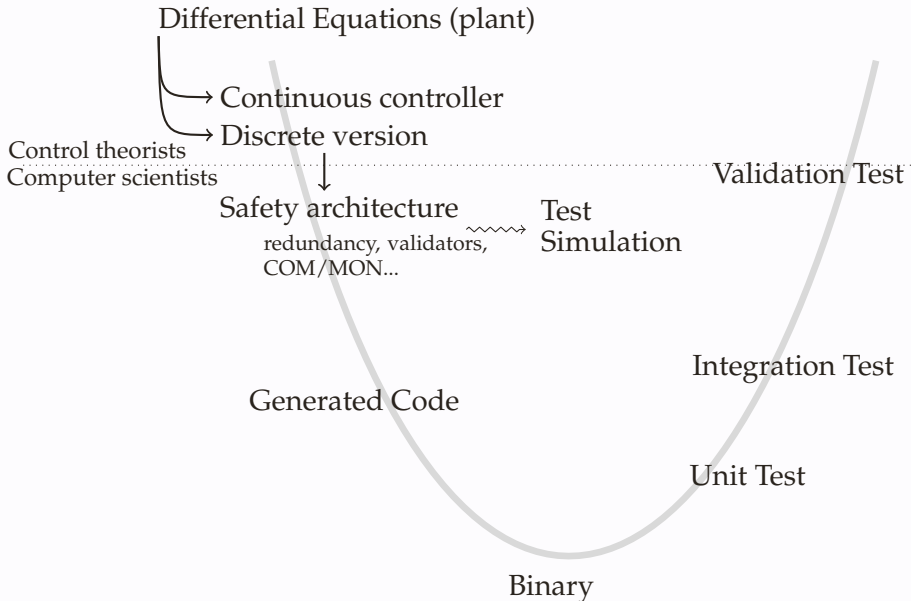 Differential Equations (plant)
Continuous controller
Discrete version
Control theorists
Computer scientists
Validation Test
Safety architecture
redundancy, validators,
COM/MON...
Test
Simulation
Integration Test
Generated Code
Unit Test
Binary